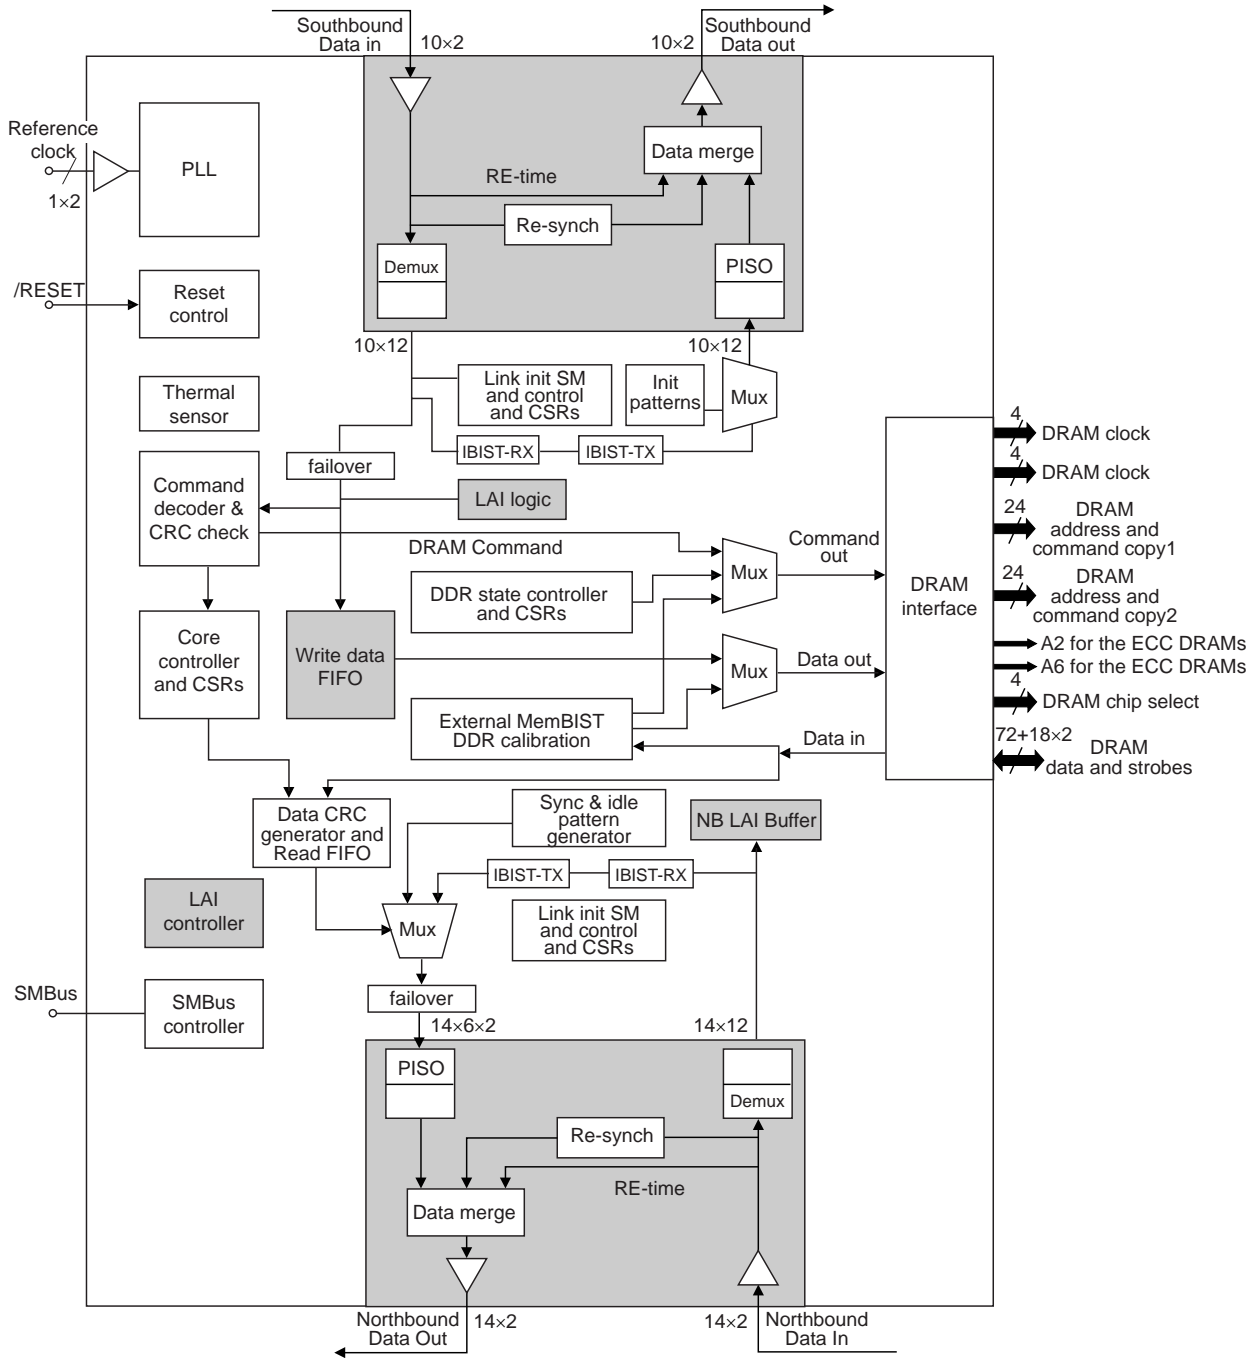 Southbound
Data in
10×2
10×2
Southbound
Data out
Reference
clock
1×2
PLL
Data merge
RE-time
Re-synch
Demux
PISO
/RESET
Reset
control
10×12
10×12
Thermal
sensor
Link init SM
and control
and CSRs
Init
patterns
Mux
IBIST-RX
IBIST-TX
failover
LAI logic
Command
decoder &
CRC check
DRAM Command
Mux
Command
out
DDR state controller
and CSRs
DRAM
interface
4
DRAM clock
4
DRAM clock
24
DRAM
address and
command copy1
24
DRAM
address and
command copy2
A2 for the ECC DRAMs
A6 for the ECC DRAMs
4
DRAM chip select
72+18×2
DRAM
data and strobes
Core
controller
and CSRs
Write data
FIFO
Mux
Data out
External MemBIST
DDR calibration
Data in
Data CRC
generator and
Read FIFO
Sync & idle
pattern
generator
NB LAI Buffer
IBIST-TX
IBIST-RX
LAI
controller
Mux
Link init SM
and control
and CSRs
SMBus
SMBus
controller
failover
14×6×2
14×12
PISO
Demux
Re-synch
RE-time
Data merge
Northbound
Data Out
14×2
14×2
Northbound
Data In